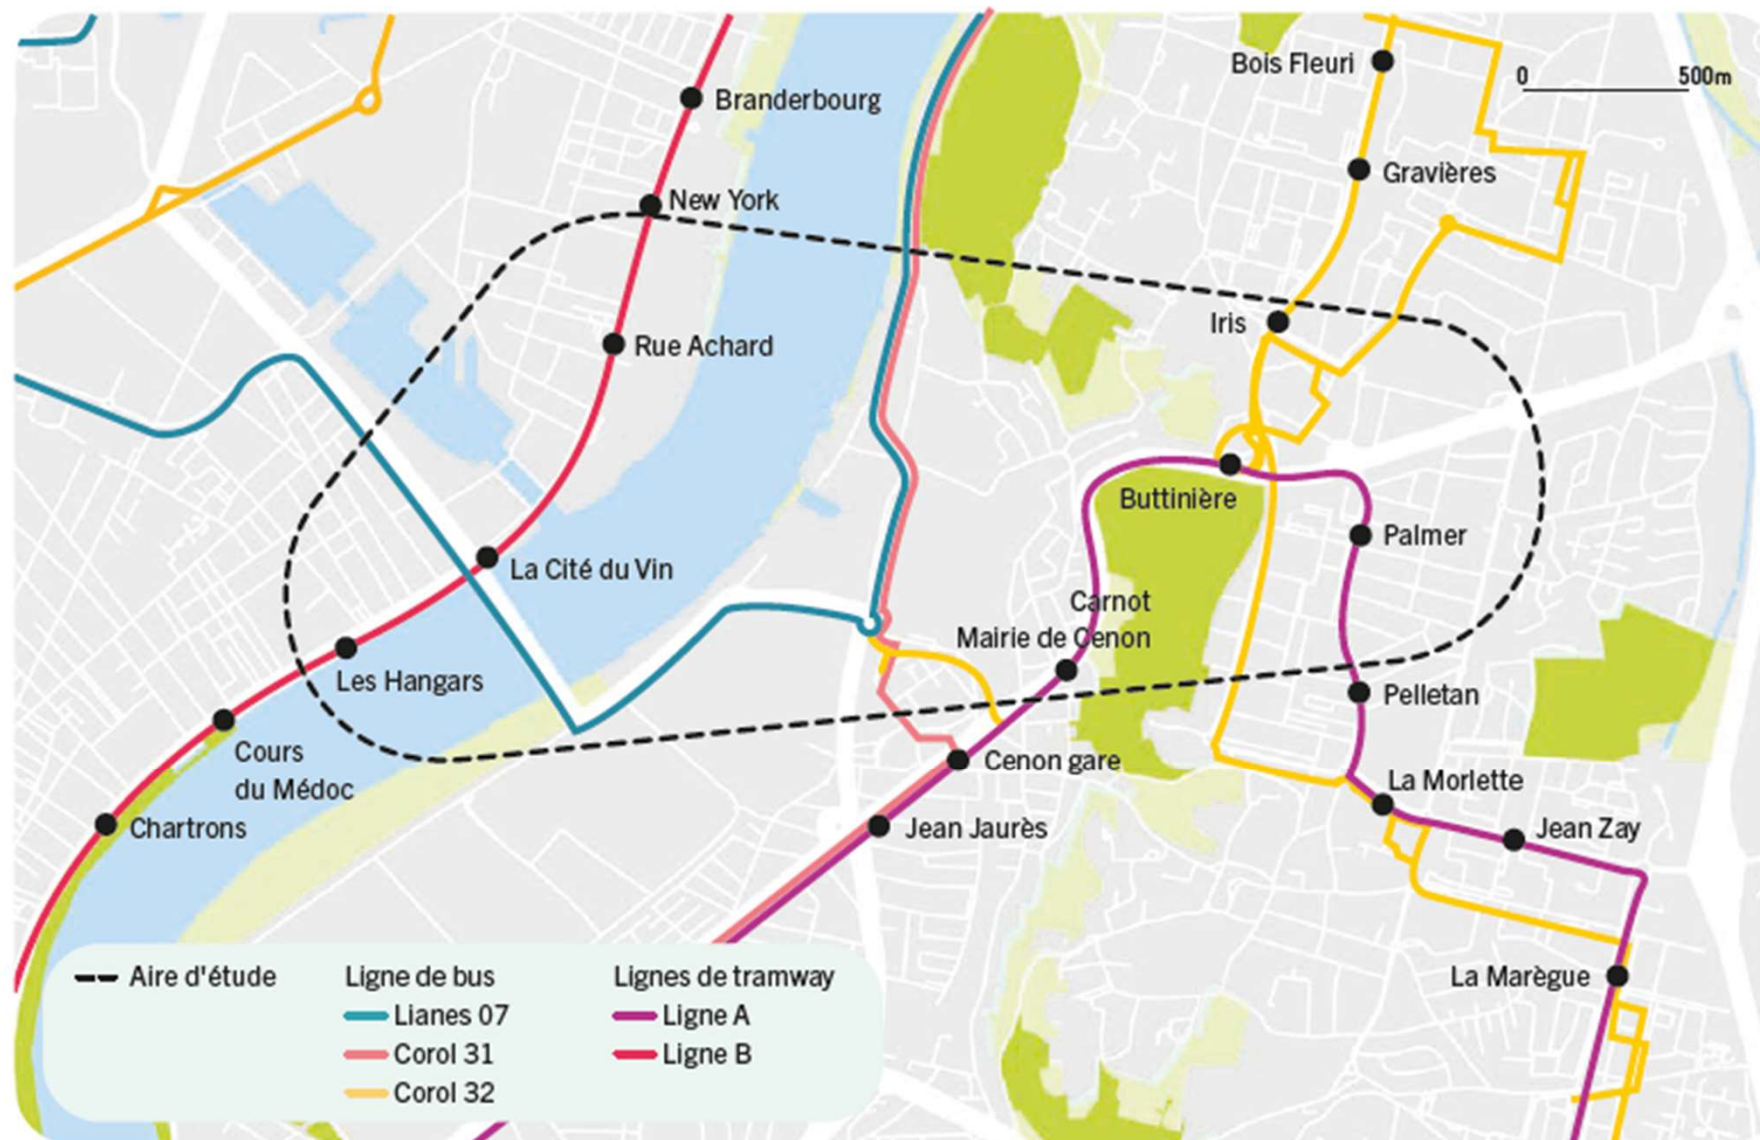 Bois Fleuri
0 500m
Branderbourg
Gravières
New York
Iris
Rue Achard
Buttinière
Palmer
La Cité du Vin
Carnot
Mairie de Cenon
Les Hangars
Pelletan
Cours
du Médoc
Cenon gare
La Morlette
Chartrons
Jean Jaurès
Jean Zay
La Marègue
Aire d'étude
Ligne de bus
Lianes 07
Corol 31
Corol 32
Lignes de tramway
Ligne A
Ligne B